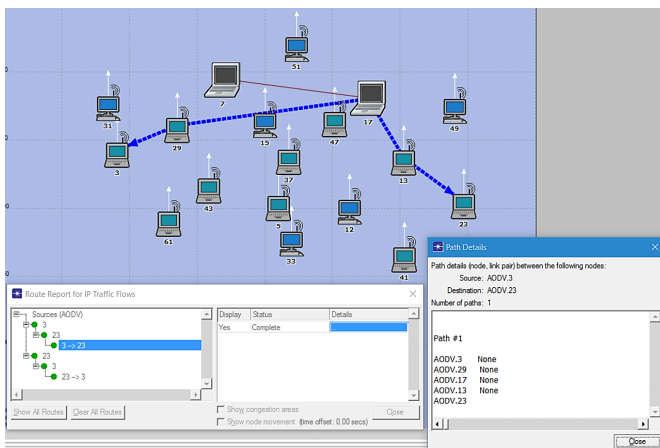 51
7
17
31
29
15
47
49
3
37
13
43
23
61
5
12
33
41
Route Report for IP Traffic Flows
Sources (AODV)
3
23
3 --> 23
23
3
23 --> 3
Display Status Details
Yes Complete
Show All Routes Clear All Routes
Show congestion areas
Show node movement (time offset: 0.00 secs)
Close
Path Details
Path details (node, link pair) between the following nodes:
Source: AODV.3
Destination: AODV.23
Number of paths: 1
Path #1
AODV.3 None
AODV.29 None
AODV.17 None
AODV.13 None
AODV.23
Close